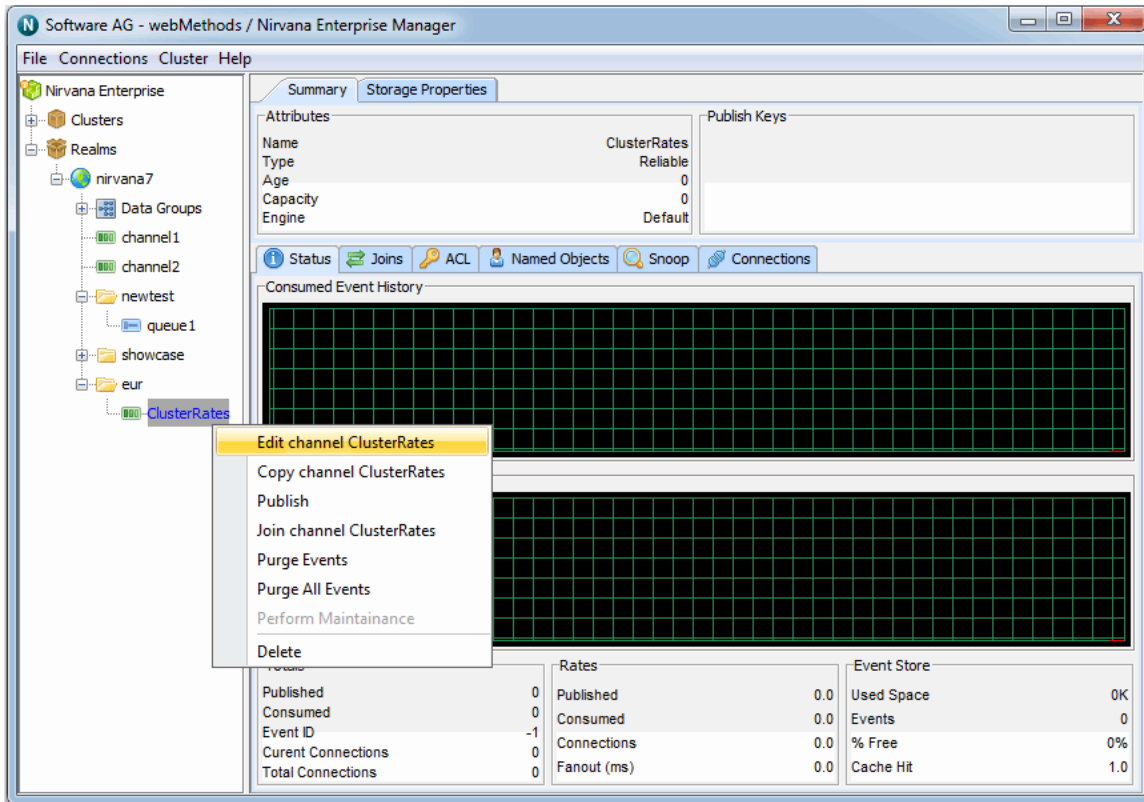 Software AG - webMethods / Nirvana Enterprise Manager
File Connections Cluster Help
Nirvana Enterprise
Clusters
Realms
nirvana7
Data Groups
channel1
channel2
newtest
queue1
showcase
eur
ClusterRates
Edit channel ClusterRates
Copy channel ClusterRates
Publish
Join channel ClusterRates
Purge Events
Purge All Events
Perform Maintainance
Delete
Summary Storage Properties
Attributes
Name ClusterRates
Type Reliable
Age 0
Capacity 0
Engine Default
Publish Keys
Status Joins ACL Named Objects Snoop Connections
Consumed Event History
Published 0
Consumed 0
Event ID -1
Curent Connections 0
Total Connections 0
Rates
Published 0.0
Consumed 0.0
Connections 0.0
Fanout (ms) 0.0
Event Store
Used Space 0K
Events 0
% Free 0%
Cache Hit 1.0